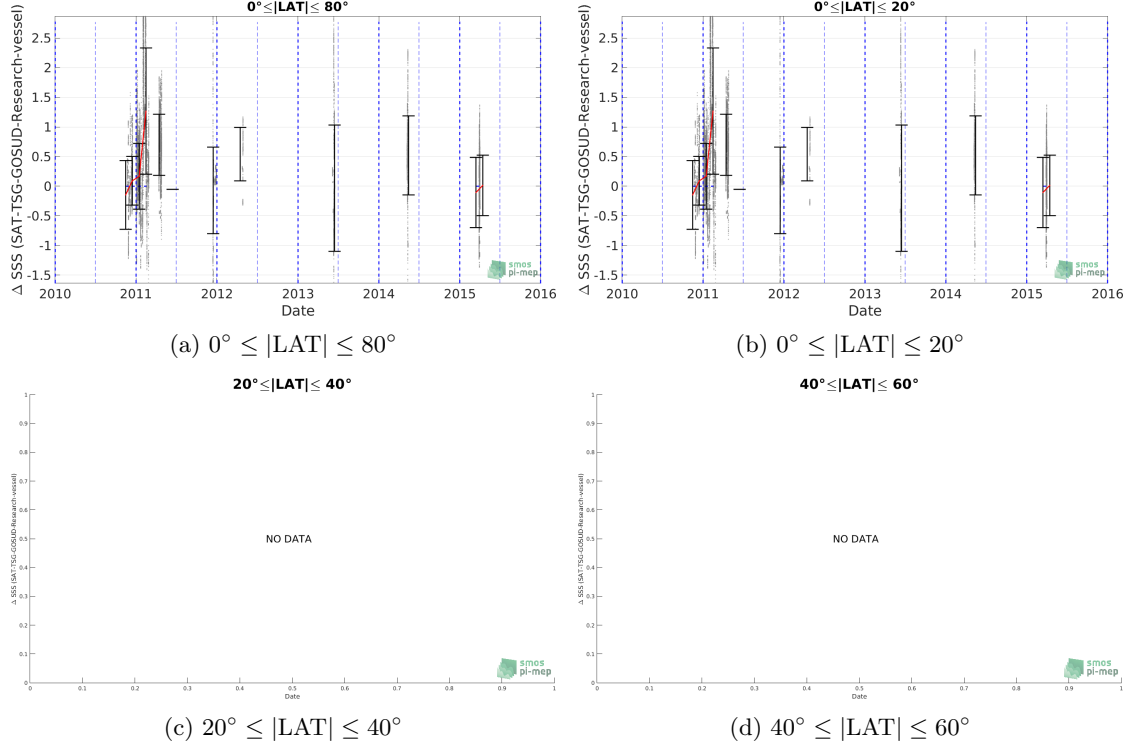 0°≤|LAT|≤ 80°
Δ SSS (SAT-TSG-GOSUD-Research-vessel)
2.5
2
1.5
1
0.5
0
-0.5
-1
-1.5
2010 2011 2012 2013 2014 2015 2016
Date
smos
pi-mep
(a) 0° ≤ |LAT| ≤ 80°
0°≤|LAT|≤ 20°
Δ SSS (SAT-TSG-GOSUD-Research-vessel)
2.5
2
1.5
1
0.5
0
-0.5
-1
-1.5
2010 2011 2012 2013 2014 2015 2016
Date
smos
pi-mep
(b) 0° ≤ |LAT| ≤ 20°
20°≤|LAT|≤ 40°
Δ SSS (SAT-TSG-GOSUD-Research-vessel)
1
0.9
0.8
0.7
0.6
0.5
0.4
0.3
0.2
0.1
0
NO DATA
0 0.1 0.2 0.3 0.4 0.5 0.6 0.7 0.8 0.9 1
Date
smos
pi-mep
(c) 20° ≤ |LAT| ≤ 40°
40°≤|LAT|≤ 60°
Δ SSS (SAT-TSG-GOSUD-Research-vessel)
1
0.9
0.8
0.7
0.6
0.5
0.4
0.3
0.2
0.1
0
NO DATA
0 0.1 0.2 0.3 0.4 0.5 0.6 0.7 0.8 0.9 1
Date
smos
pi-mep
(d) 40° ≤ |LAT| ≤ 60°